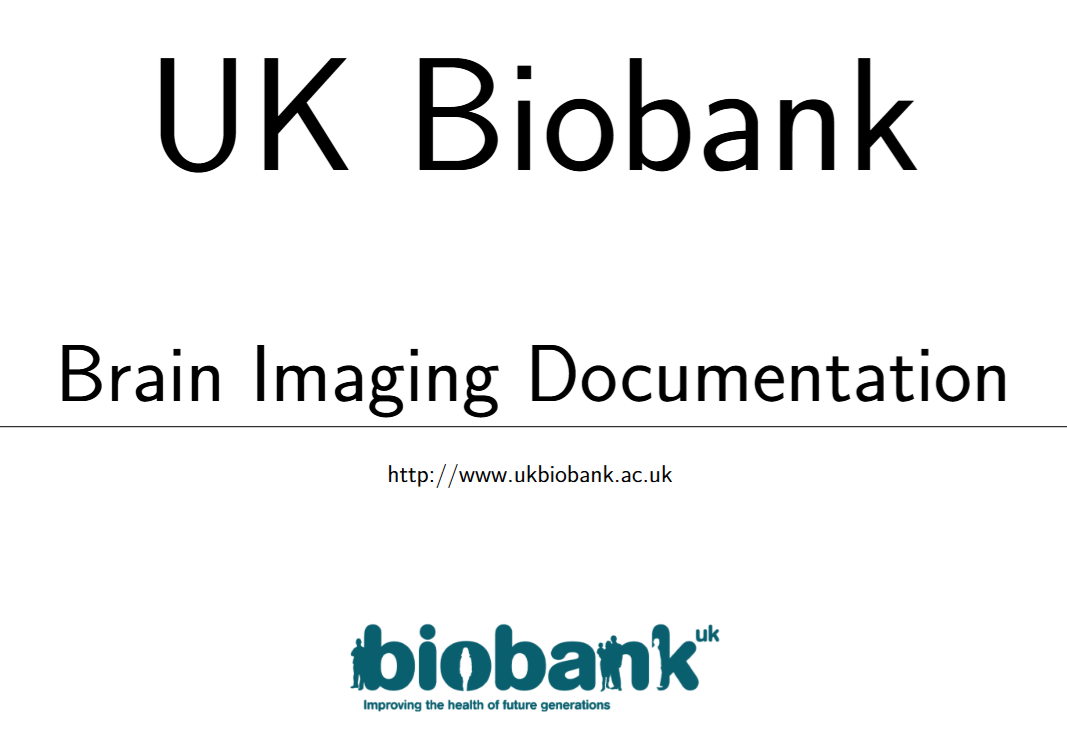 UK Biobank
Brain Imaging Documentation
http://www.ukbiobank.ac.uk
biobank uk
Improving the health of future generations